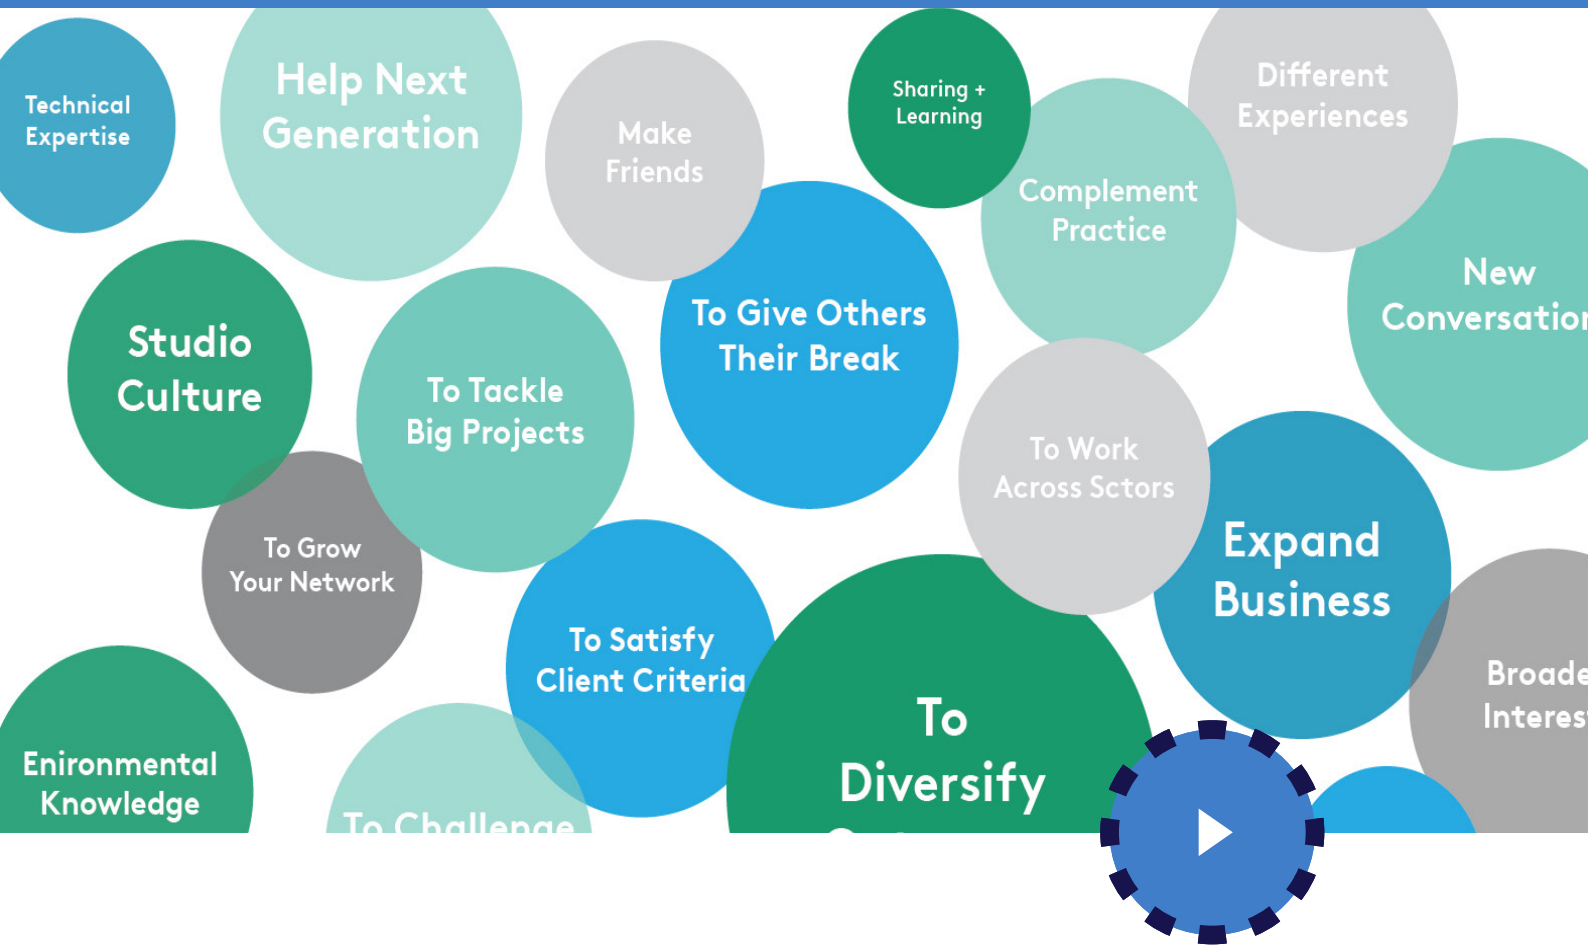 Technical
Expertise
Help Next
Generation
Make
Friends
Sharing +
Learning
Different
Experiences
Complement
Practice
New
Studio
Culture
To Tackle
Big Projects
To Give Others
Their Break
To Work
Across Sctors
Expand
Business
To Grow
Your Network
To Satisfy
Client Criteria
To
Diversify
Enironmental
Knowledge
To Challenge